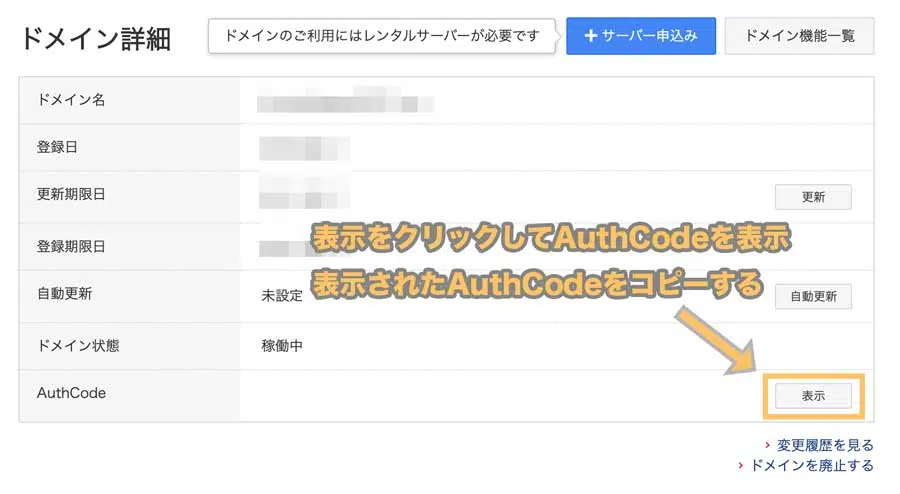 ドメイン詳細
ドメインのご利用にはレンタルサーバーが必要です
+ サーバー申込み
ドメイン機能一覧
ドメイン名
登録日
更新期限日
更新
登録期限日
表示をクリックしてAuthCodeを表示
表示されたAuthCodeをコピーする
自動更新
未設定
自動更新
ドメイン状態
稼働中
AuthCode
表示
› 変更履歴を見る
› ドメインを廃止する